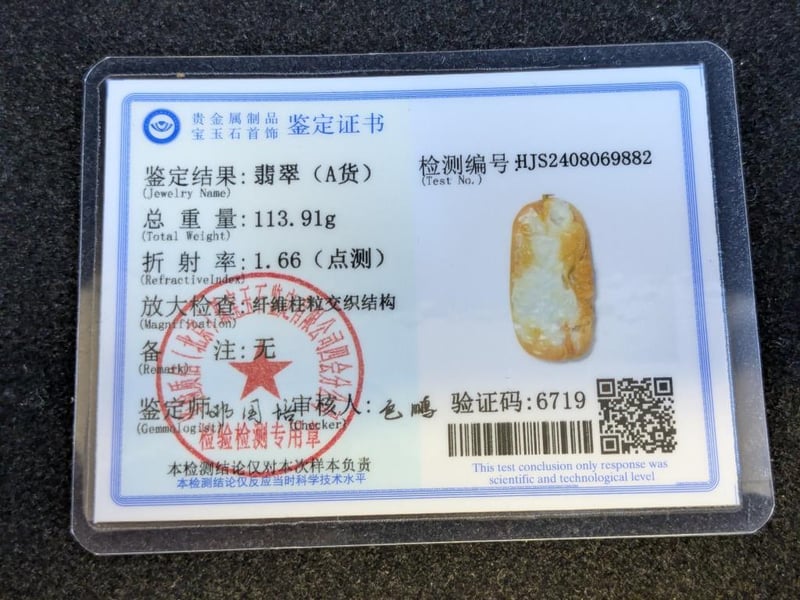 贵金属制品
宝玉石首饰
鉴定证书
鉴定结果:翡翠（A货）
(Jewelry Name)
检测编号:HJS2408069882
(Test No.)
总 重 量:113.91g
(Total Weight)
折 射 率:1.66（点测）
(RefractiveIndex)
放大检查:纤维柱粒交织结构
(Magnification)
备 注:无
(Remark)
鉴定师
审核人:
(Gemmologist)
(Checker)
验证码:6719
检验检测专用章
本检测结论仅对本次样本负责
本检测结论仅反应当时科学技术水平
This test conclusion only response was
scientific and technological level